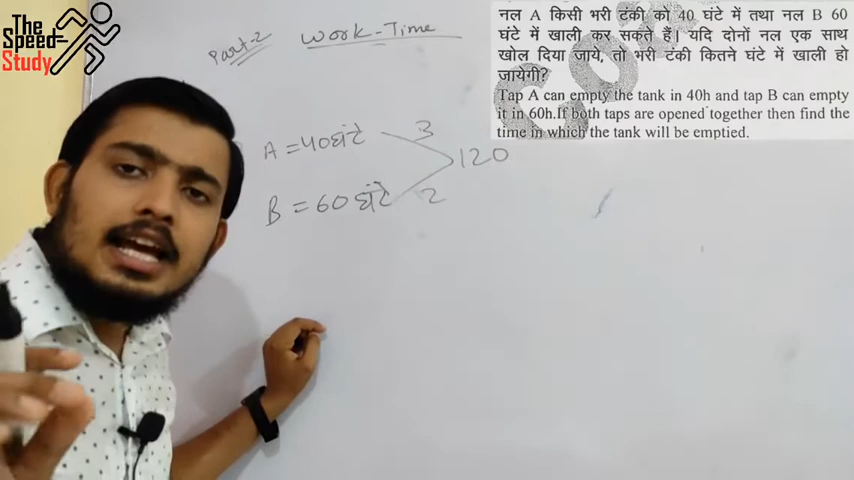 The
Speed-
Study
Part-2
Work-Time
A = 40 घंटे
3
120
B = 60 घंटे
2
नल A किसी भरी टंकी को 40 घंटे में तथा नल B 60
घंटे में खाली कर सकते हैं। यदि दोनों नल एक साथ
खोल दिया जाये, तो भरी टंकी कितने घंटे में खाली हो
जायेगी?
Tap A can empty the tank in 40h and tap B can empty
it in 60h.If both taps are opened together then find the
time in which the tank will be emptied.